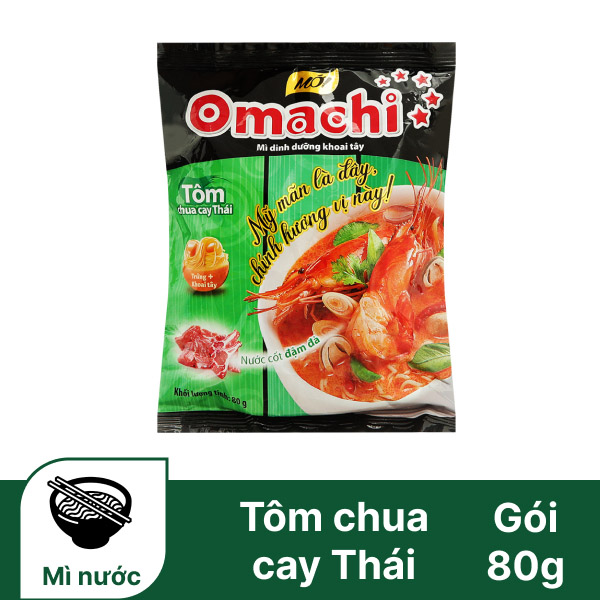 MỚI
Omachi
Mì dinh dưỡng khoai tây
Tôm
chua cay Thái
Mỹ mãn là đây,
chính hương vị này!
Trứng +
Khoai tây
Nước cốt đậm đà
Khối lượng tịnh: 80 g
Mì nước
Tôm chua
cay Thái
Gói
80g